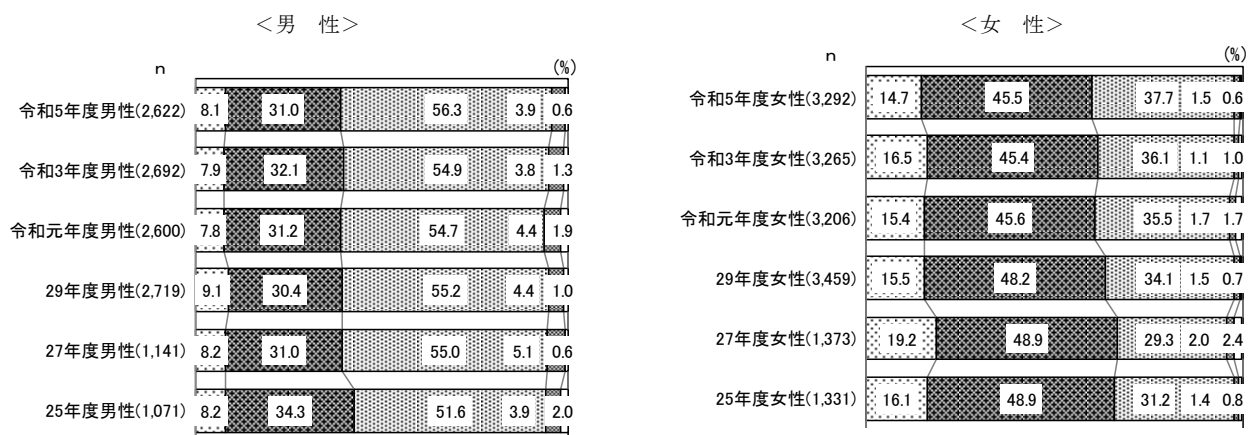 ＜男　性＞
n (%)
令和5年度男性(2,622) 8.1 31.0 56.3 3.9 0.6
令和3年度男性(2,692) 7.9 32.1 54.9 3.8 1.3
令和元年度男性(2,600) 7.8 31.2 54.7 4.4 1.9
29年度男性(2,719) 9.1 30.4 55.2 4.4 1.0
27年度男性(1,141) 8.2 31.0 55.0 5.1 0.6
25年度男性(1,071) 8.2 34.3 51.6 3.9 2.0
＜女　性＞
n (%)
令和5年度女性(3,292) 14.7 45.5 37.7 1.5 0.6
令和3年度女性(3,265) 16.5 45.4 36.1 1.1 1.0
令和元年度女性(3,206) 15.4 45.6 35.5 1.7 1.7
29年度女性(3,459) 15.5 48.2 34.1 1.5 0.7
27年度女性(1,373) 19.2 48.9 29.3 2.0 2.4
25年度女性(1,331) 16.1 48.9 31.2 1.4 0.8